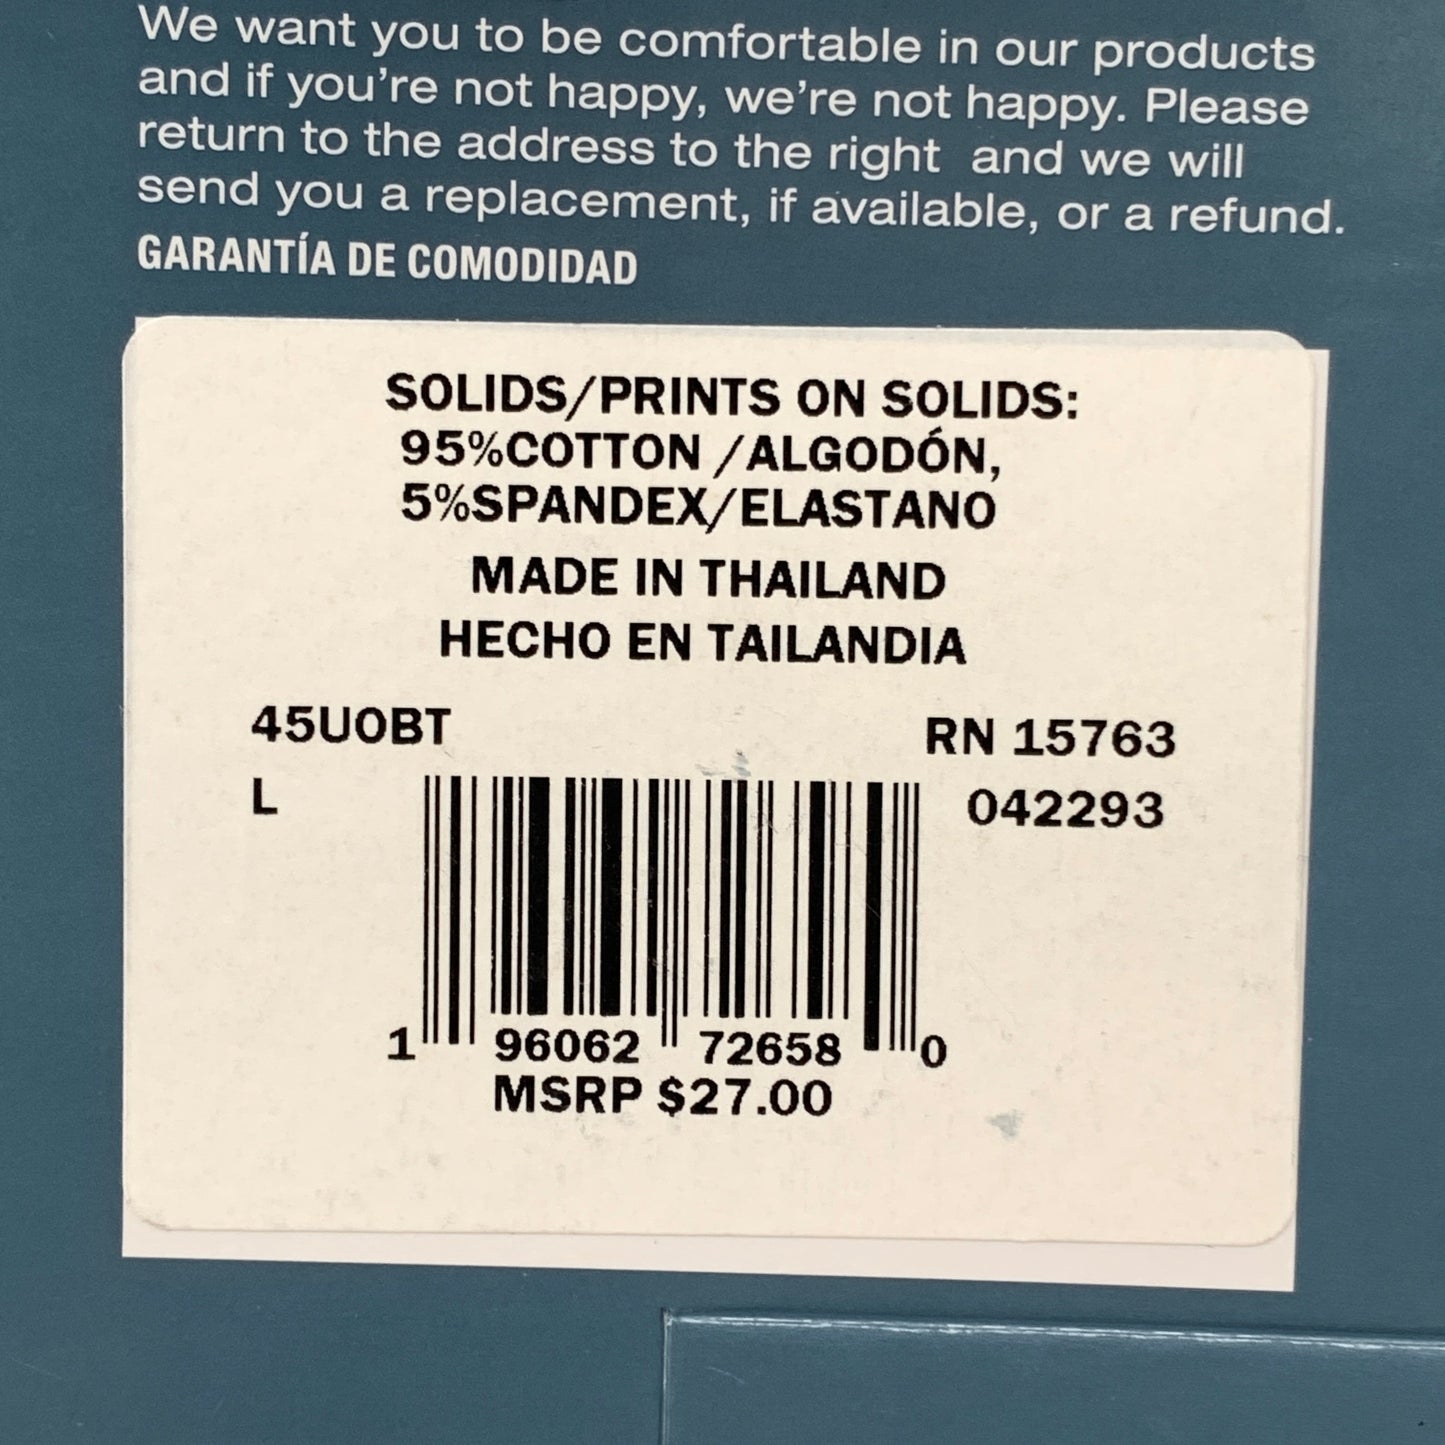 We want you to be comfortable in our products
and if you're not happy, we're not happy. Please
return to the address to the right and we will
send you a replacement, if available, or a refund.
GARANTÍA DE COMODIDAD
SOLIDS/PRINTS ON SOLIDS:
95%COTTON /ALGODÓN,
5%SPANDEX/ELASTANO
MADE IN THAILAND
HECHO EN TAILANDIA
45UOBT RN 15763
L 042293
1 96062 72658 0
MSRP $27.00